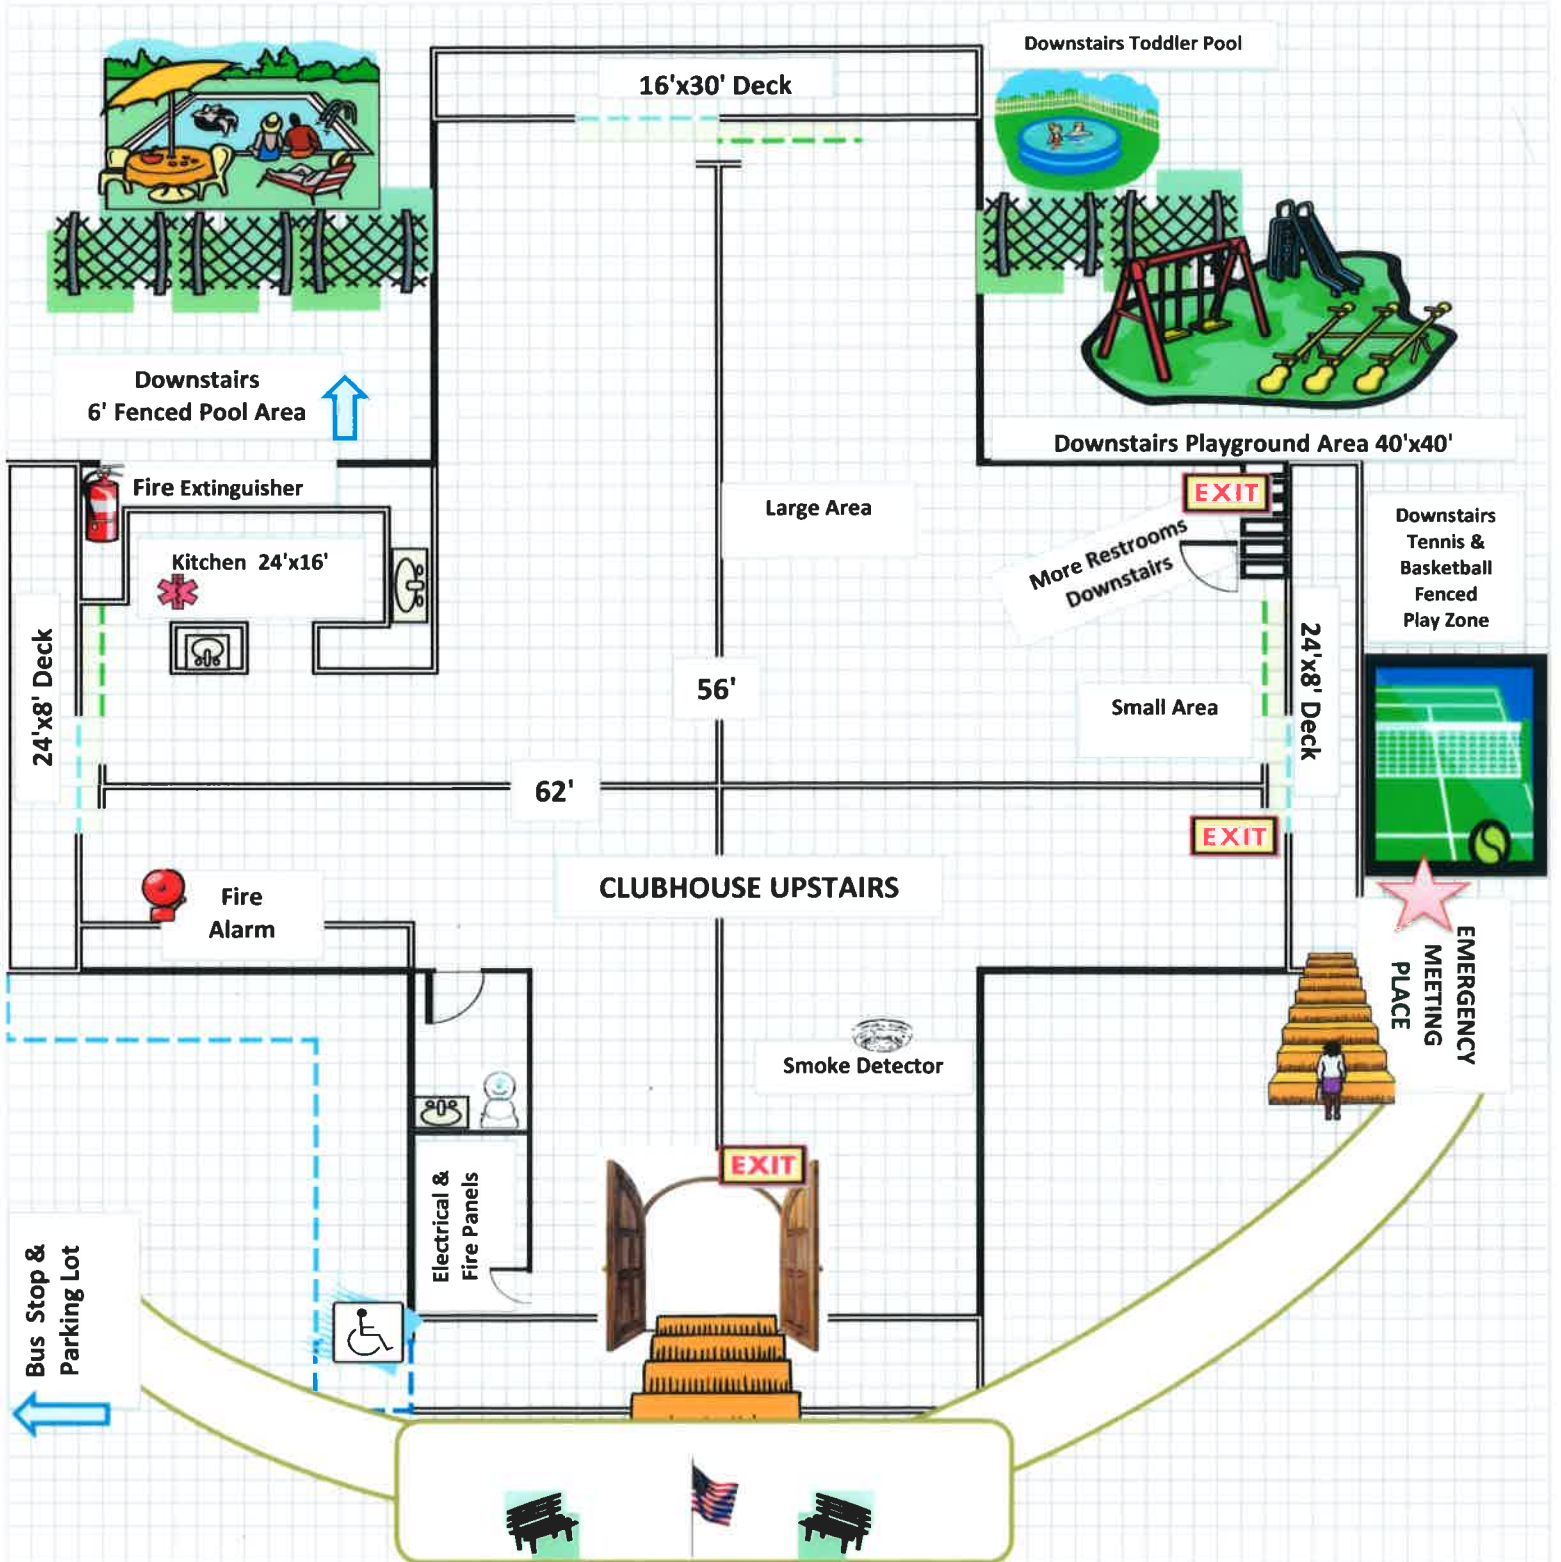 Downstairs Toddler Pool
16'x30' Deck
Downstairs
6' Fenced Pool Area
Downstairs Playground Area 40'x40'
Fire Extinguisher
EXIT
Large Area
Downstairs
Tennis &
Basketball
Fenced
Play Zone
More Restrooms
Downstairs
Kitchen 24'x16'
24'x8' Deck
24'x8' Deck
56'
Small Area
62'
EXIT
CLUBHOUSE UPSTAIRS
Fire
Alarm
EMERGENCY
MEETING
PLACE
Smoke Detector
EXIT
Electrical &
Fire Panels
Bus Stop &
Parking Lot